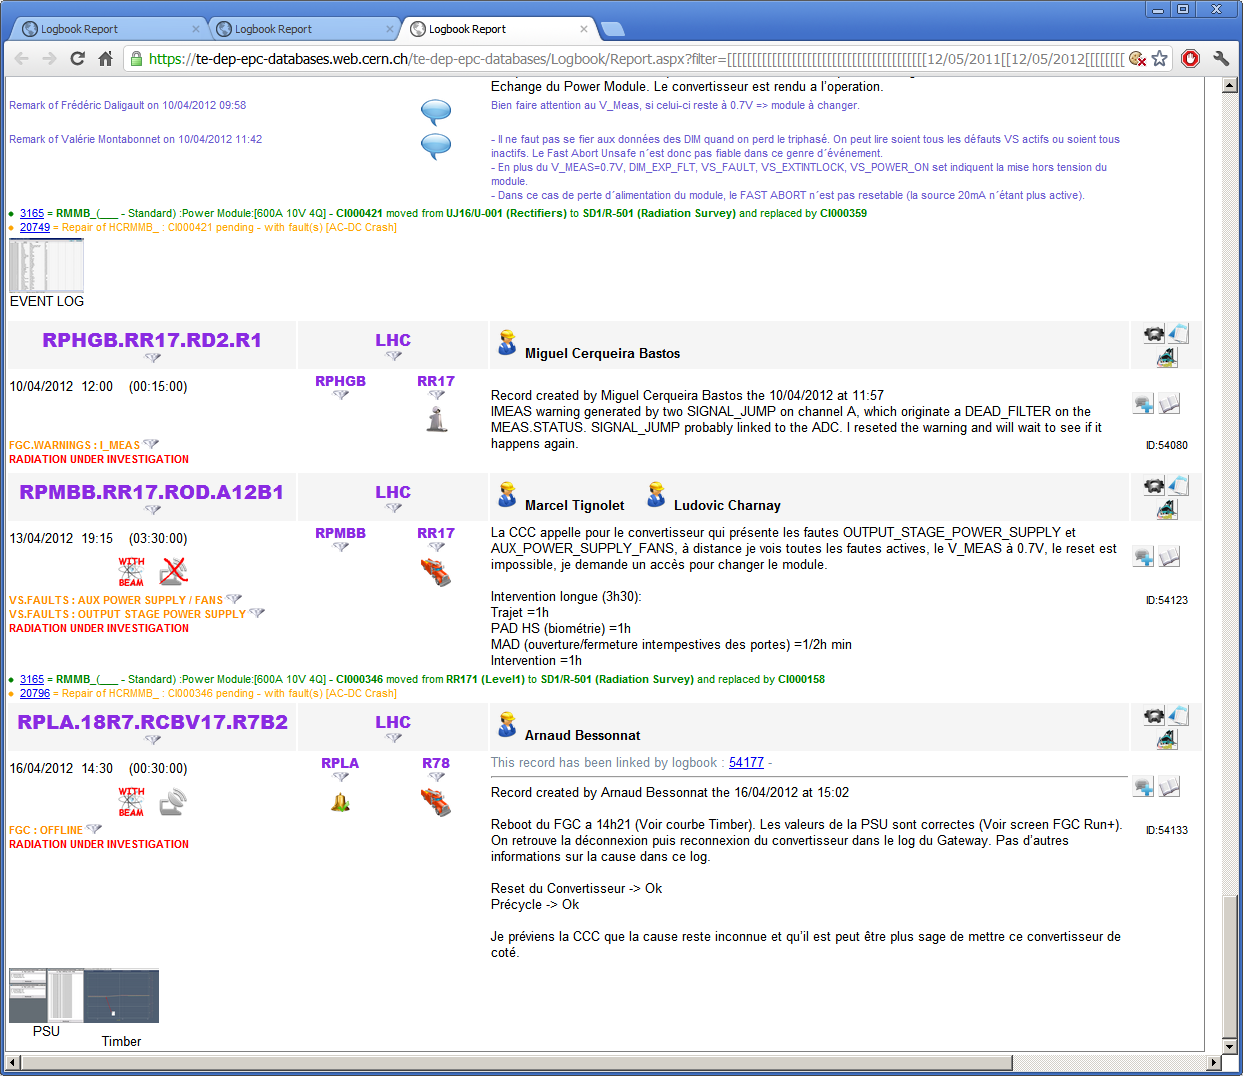 Logbook Report
Logbook Report
Logbook Report
https://te-dep-epc-databases.web.cern.ch/te-dep-epc-databases/Logbook/Report.aspx?filter=[[[[[[[[[[[[[[[[[[[[[[[[[[[[[[[[[[[[[[12/05/2011[[12/05/2012[[[[[[[[
Echange du Power Module. Le convertisseur est rendu a l'operation.
Remark of Frédéric Daligault on 10/04/2012 09:58
Bien faire attention au V_Meas, si celui-ci reste à 0.7V => module à changer.
Remark of Valérie Montabonnet on 10/04/2012 11:42
- Il ne faut pas se fier aux données des DIM quand on perd le triphasé. On peut lire soient tous les défauts VS actifs ou soient tous
inactifs. Le Fast Abort Unsafe n´est donc pas fiable dans ce genre d´événement.
- En plus du V_MEAS=0.7V, DIM_EXP_FLT, VS_FAULT, VS_EXTINTLOCK, VS_POWER_ON set indiquent la mise hors tension du
module.
- Dans ce cas de perte d´alimentation du module, le FAST ABORT n´est pas resetable (la source 20mA n´étant plus active).
3165 = RMMB_(___ - Standard) :Power Module:[600A 10V 4Q] - CI000421 moved from UJ16/U-001 (Rectifiers) to SD1/R-501 (Radiation Survey) and replaced by CI000359
20749 = Repair of HCRMMB_ : CI000421 pending - with fault(s) [AC-DC Crash]
EVENT LOG
RPHGB.RR17.RD2.R1
LHC
Miguel Cerqueira Bastos
10/04/2012 12:00 (00:15:00)
RPHGB
RR17
Record created by Miguel Cerqueira Bastos the 10/04/2012 at 11:57
IMEAS warning generated by two SIGNAL_JUMP on channel A, which originate a DEAD_FILTER on the
MEAS.STATUS. SIGNAL_JUMP probably linked to the ADC. I reseted the warning and will wait to see if it
happens again.
FGC.WARNINGS : I_MEAS
RADIATION UNDER INVESTIGATION
ID:54080
RPMBB.RR17.ROD.A12B1
LHC
Marcel Tignolet
Ludovic Charnay
13/04/2012 19:15 (03:30:00)
RPMBB
RR17
WITH
BEAM
La CCC appelle pour le convertisseur qui présente les fautes OUTPUT_STAGE_POWER_SUPPLY et
AUX_POWER_SUPPLY_FANS, à distance je vois toutes les fautes actives, le V_MEAS à 0.7V, le reset est
impossible, je demande un accès pour changer le module.
Intervention longue (3h30):
Trajet =1h
PAD HS (biométrie) =1h
MAD (ouverture/fermeture intempestives des portes) =1/2h min
Intervention =1h
VS.FAULTS : AUX POWER SUPPLY / FANS
VS.FAULTS : OUTPUT STAGE POWER SUPPLY
RADIATION UNDER INVESTIGATION
ID:54123
3165 = RMMB_(___ - Standard) :Power Module:[600A 10V 4Q] - CI000346 moved from RR171 (Level1) to SD1/R-501 (Radiation Survey) and replaced by CI000158
20796 = Repair of HCRMMB_ : CI000346 pending - with fault(s) [AC-DC Crash]
RPLA.18R7.RCBV17.R7B2
LHC
Arnaud Bessonnat
16/04/2012 14:30 (00:30:00)
RPLA
R78
WITH
BEAM
This record has been linked by logbook : 54177 -
Record created by Arnaud Bessonnat the 16/04/2012 at 15:02
Reboot du FGC a 14h21 (Voir courbe Timber). Les valeurs de la PSU sont correctes (Voir screen FGC Run+).
On retrouve la déconnexion puis reconnexion du convertisseur dans le log du Gateway. Pas d'autres
informations sur la cause dans ce log.
Reset du Convertisseur -> Ok
Précycle -> Ok
Je préviens la CCC que la cause reste inconnue et qu'il est peut être plus sage de mettre ce convertisseur de
coté.
FGC : OFFLINE
RADIATION UNDER INVESTIGATION
ID:54133
PSU
Timber